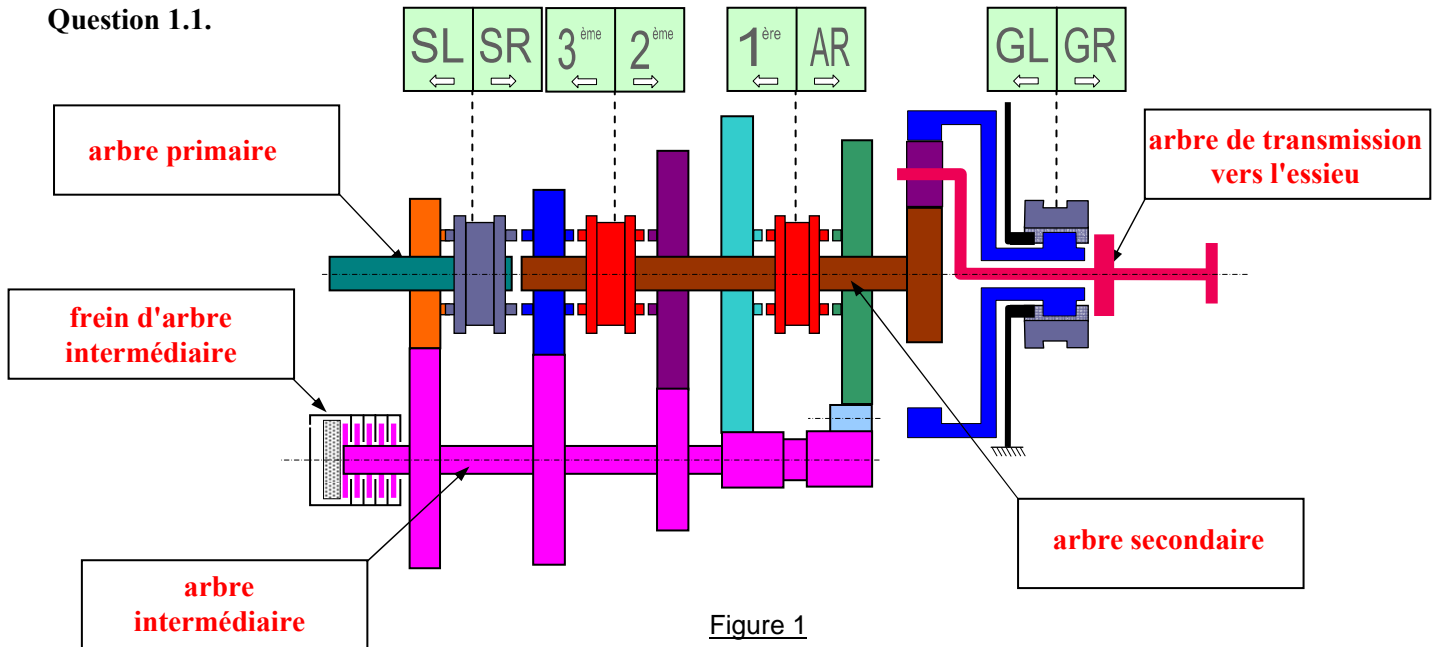 Question 1.1.
SL SR 3ème 2ème 1ère AR GL GR
arbre primaire
arbre de transmission
vers l'essieu
frein d'arbre
intermédiaire
arbre secondaire
arbre
intermédiaire
Figure 1